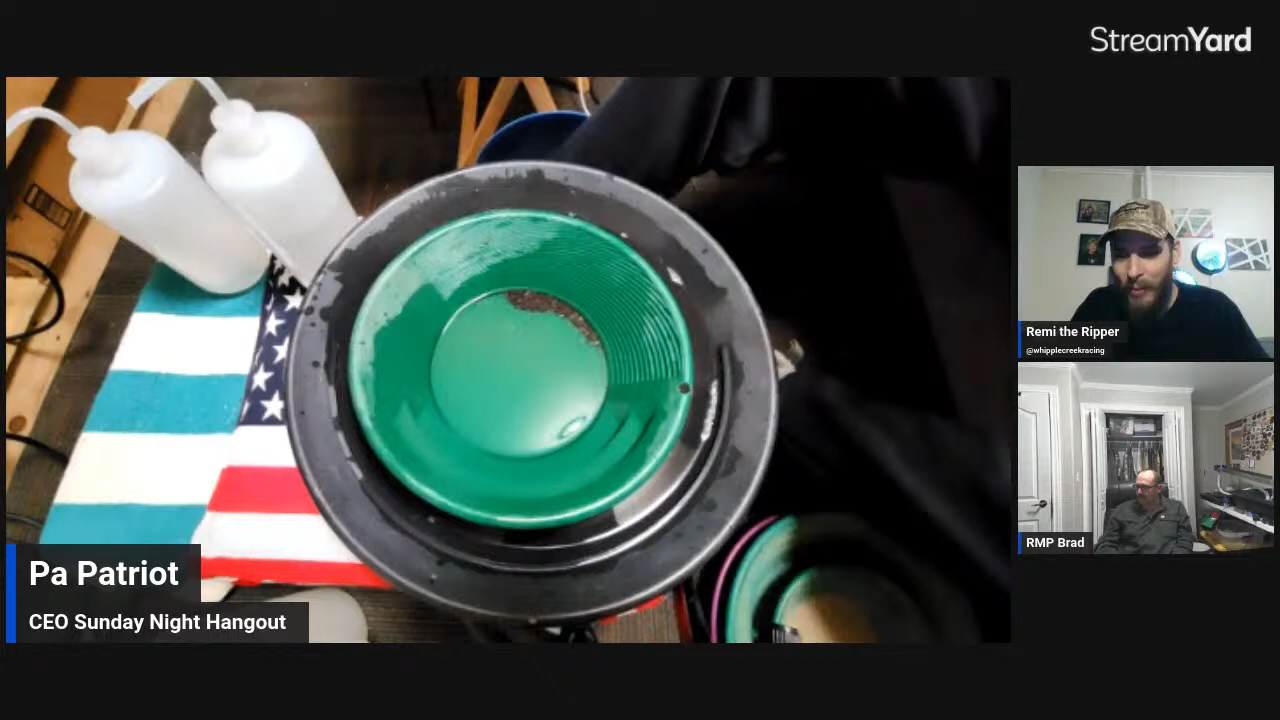 StreamYard
Remi the Ripper
@whipplecreekracing
RMP Brad
Pa Patriot
CEO Sunday Night Hangout